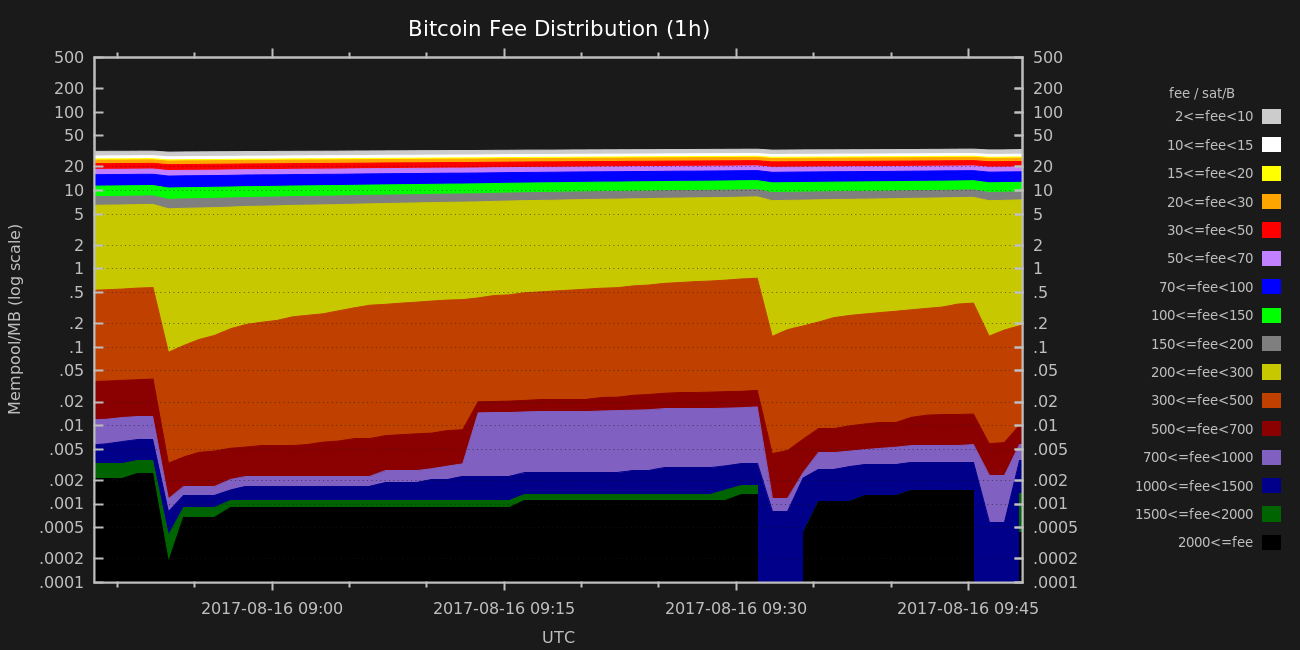 Bitcoin Fee Distribution (1h)
Mempool/MB (log scale)
500
200
100
50
20
10
5
2
1
.5
.2
.1
.05
.02
.01
.005
.002
.001
.0005
.0002
.0001
500
200
100
50
20
10
5
2
1
.5
.2
.1
.05
.02
.01
.005
.002
.001
.0005
.0002
.0001
fee / sat/B
2<=fee<10
10<=fee<15
15<=fee<20
20<=fee<30
30<=fee<50
50<=fee<70
70<=fee<100
100<=fee<150
150<=fee<200
200<=fee<300
300<=fee<500
500<=fee<700
700<=fee<1000
1000<=fee<1500
1500<=fee<2000
2000<=fee
2017-08-16 09:00 2017-08-16 09:15 2017-08-16 09:30 2017-08-16 09:45
UTC